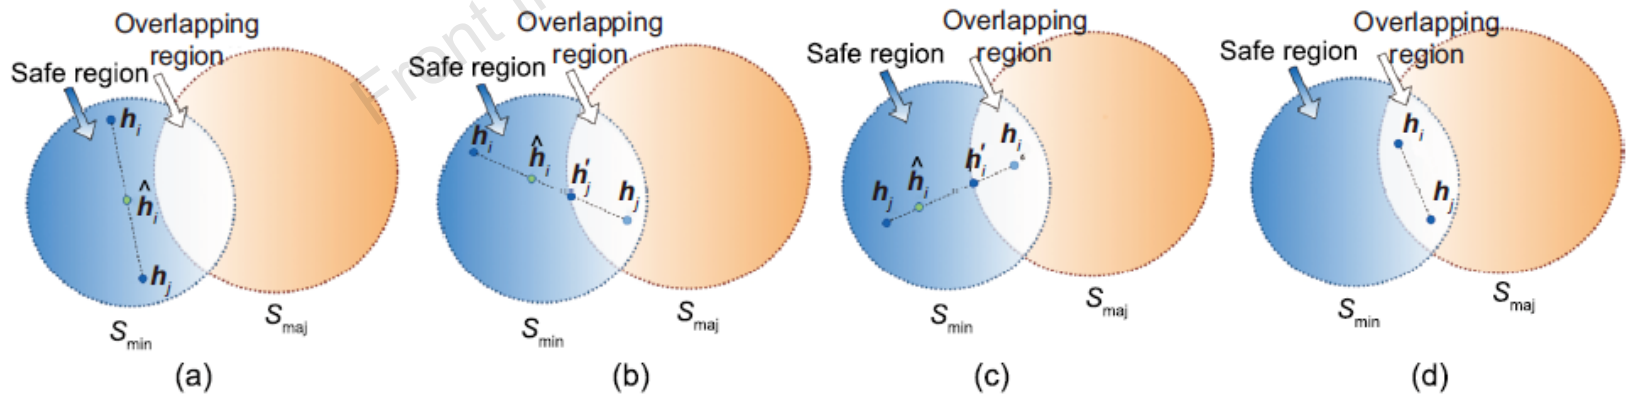 Overlapping
region
Safe region
h_i
ĥ_i
h_j
S_min
S_maj
(a)
Front
Overlapping
region
Safe region
h_i
ĥ_i
h'_j
h_j
S_min
S_maj
(b)
Overlapping
region
Safe region
h_i
h'_i
ĥ_i
h_j
S_min
S_maj
(c)
Overlapping
region
Safe region
h_i
h_j
S_min
S_maj
(d)